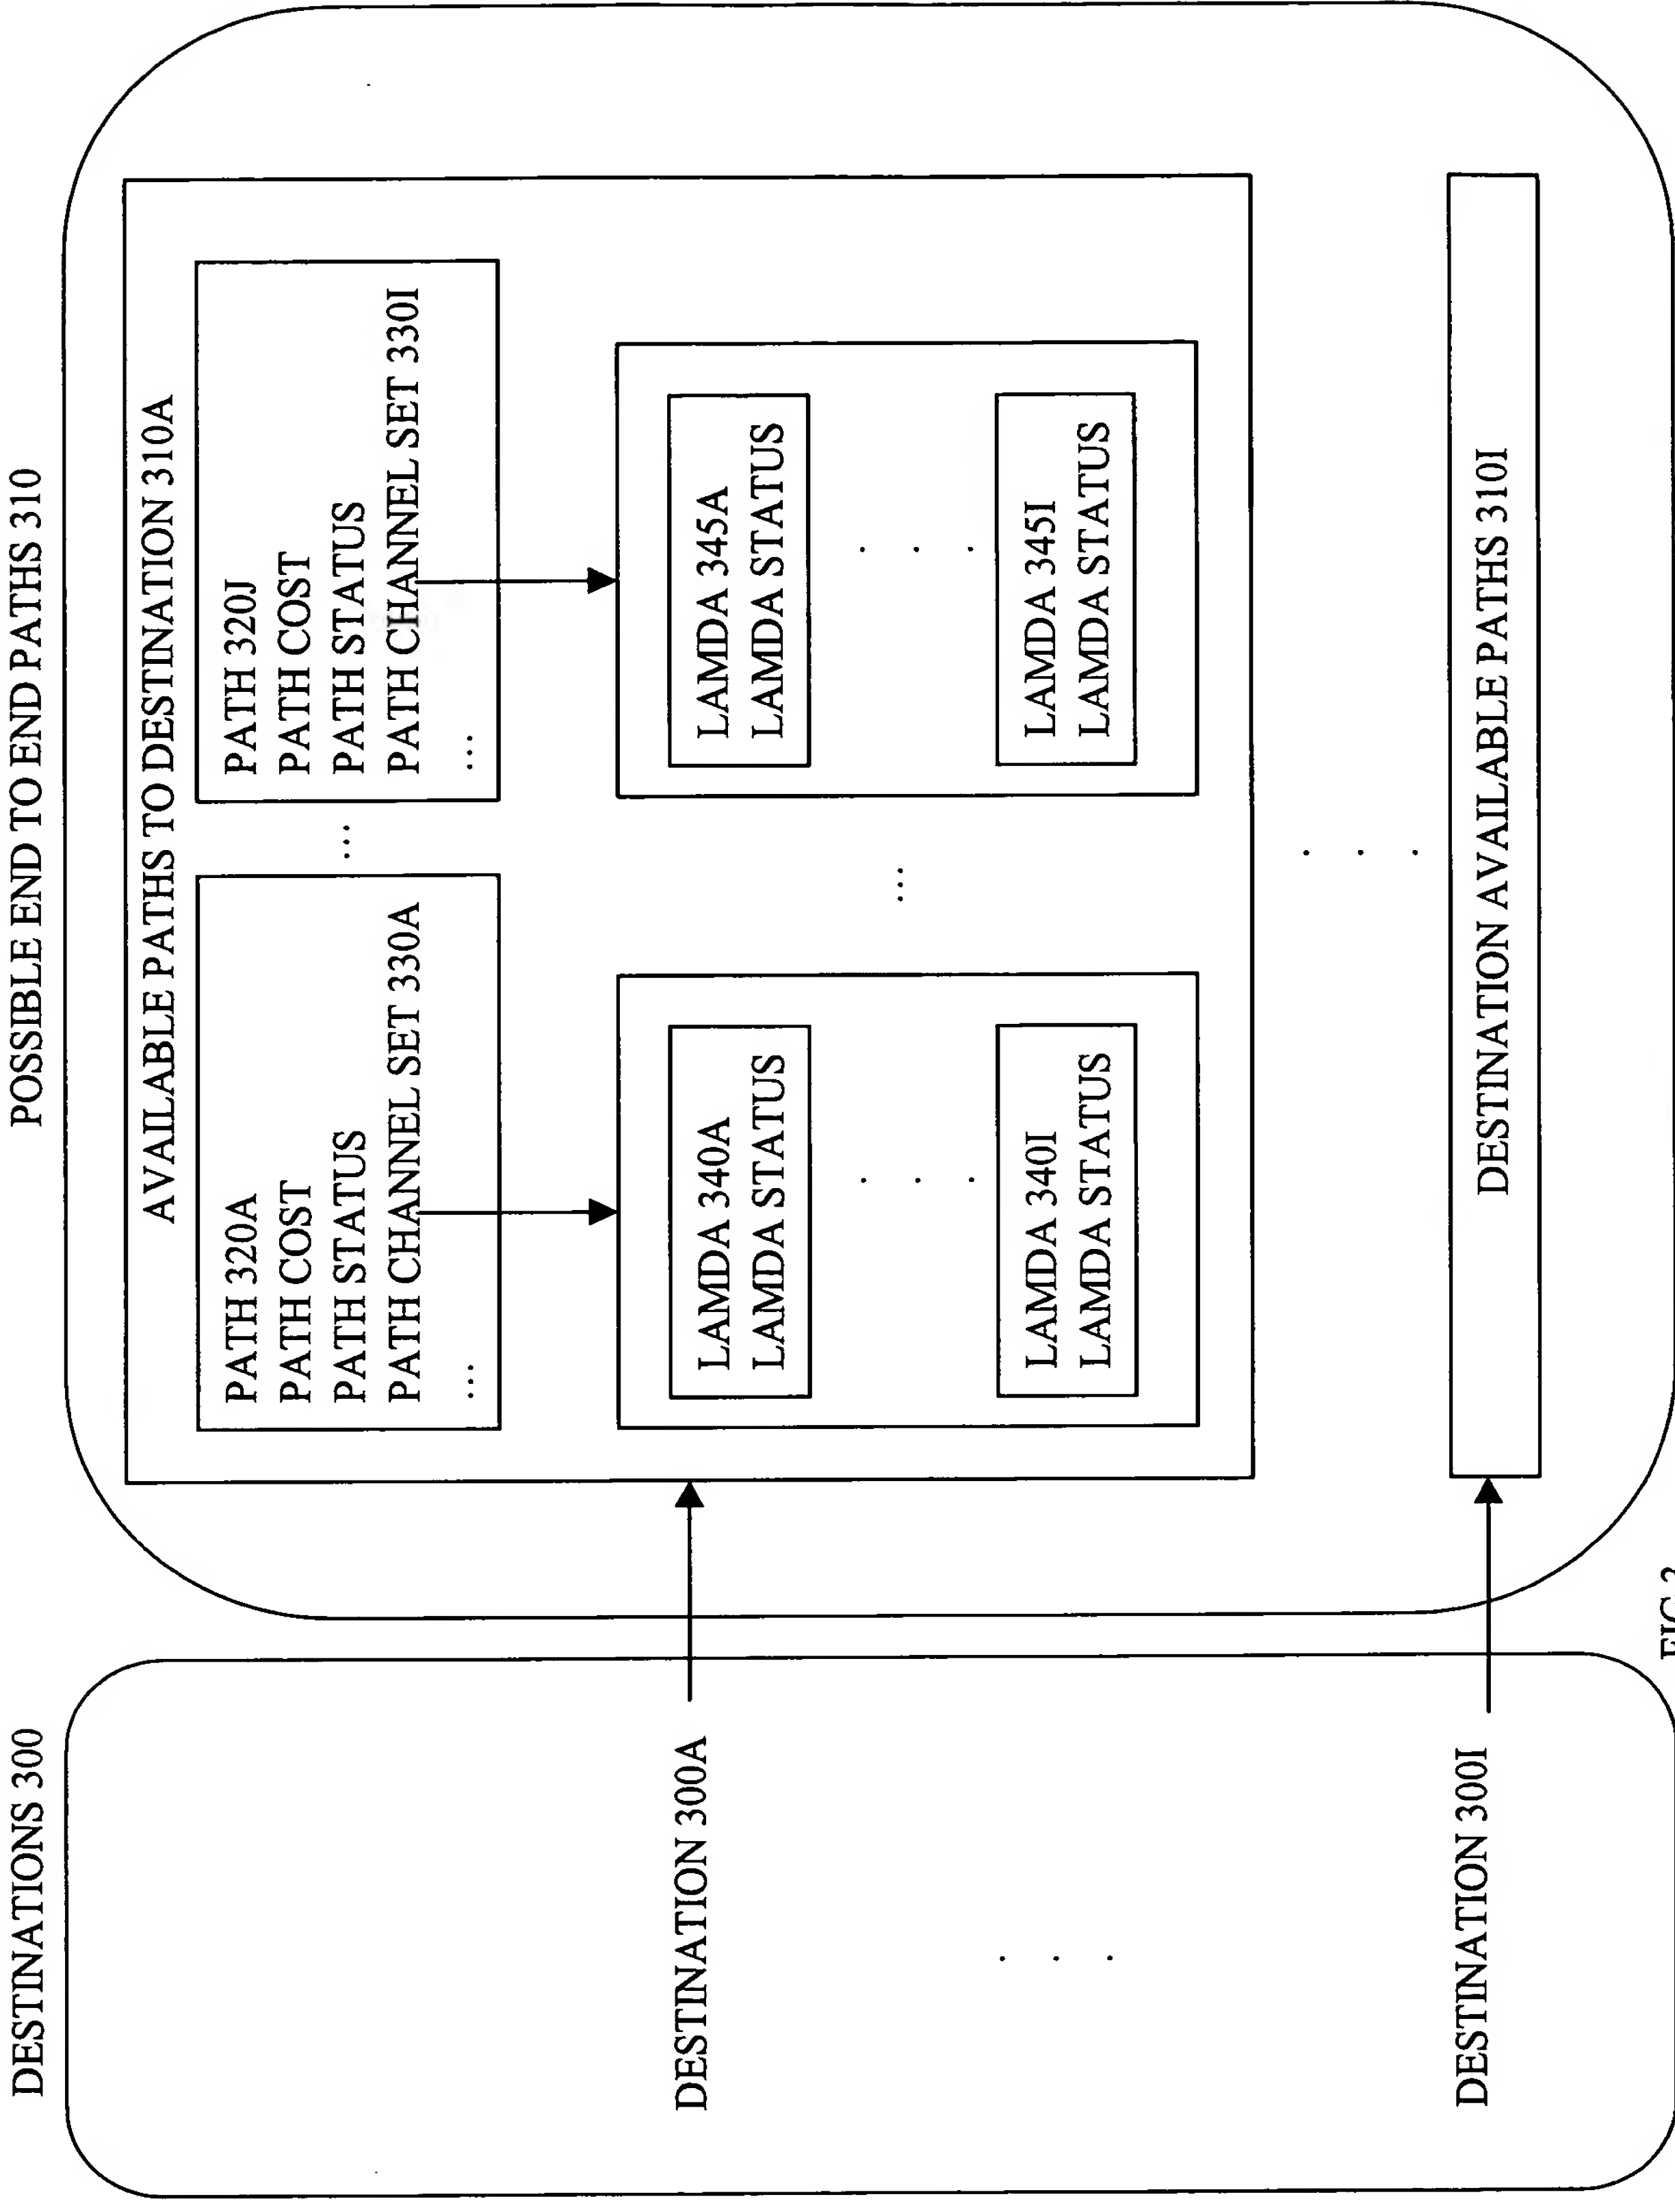 DESTINATIONS 300
POSSIBLE END TO END PATHS 310
DESTINATION 300A
. . .
DESTINATION 300I
AVAILABLE PATHS TO DESTINATION 310A
PATH 320A
PATH COST
PATH STATUS
PATH CHANNEL SET 330A
...
...
PATH 320J
PATH COST
PATH STATUS
PATH CHANNEL SET 330I
...
LAMDA 340A
LAMDA STATUS
. . .
LAMDA 340I
LAMDA STATUS
...
LAMDA 345A
LAMDA STATUS
. . .
LAMDA 345I
LAMDA STATUS
. . .
DESTINATION AVAILABLE PATHS 310I